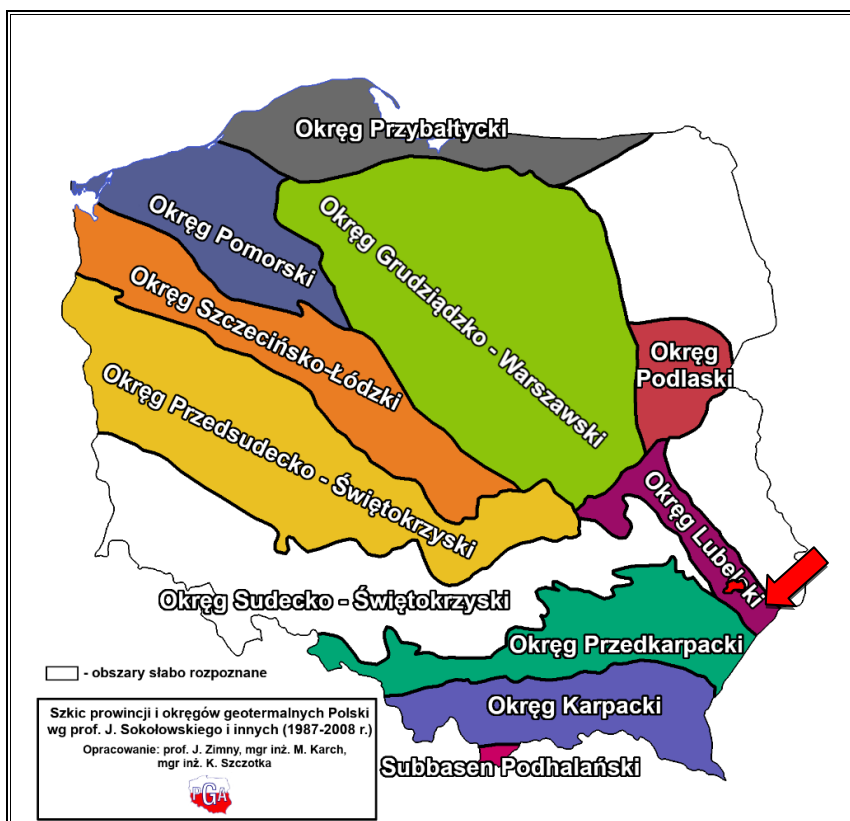 Okręg Przybałtycki
Okręg Pomorski
Okręg Grudziądzko - Warszawski
Okręg Szczecińsko-Łódzki
Okręg
Podlaski
Okręg Przedsudecko - Świętokrzyski
Okręg Lubelski
Okręg Sudecko - Świętokrzyski
Okręg Przedkarpacki
- obszary słabo rozpoznane
Okręg Karpacki
Szkic prowincji i okręgów geotermalnych Polski
wg prof. J. Sokołowskiego i innych (1987-2008 r.)
Opracowanie: prof. J. Zimny, mgr inż. M. Karch,
mgr inż. K. Szczotka
Subbasen Podhalański
PGA